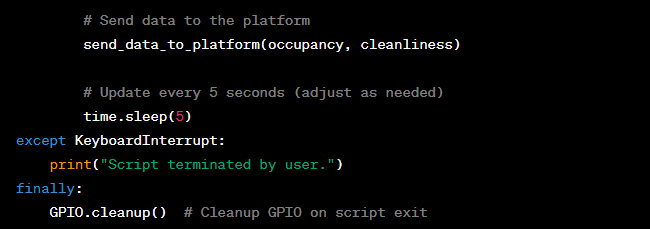 # Send data to the platform
send_data_to_platform(occupancy, cleanliness)
# Update every 5 seconds (adjust as needed)
time.sleep(5)
except KeyboardInterrupt:
print("Script terminated by user.")
finally:
GPIO.cleanup()  # Cleanup GPIO on script exit